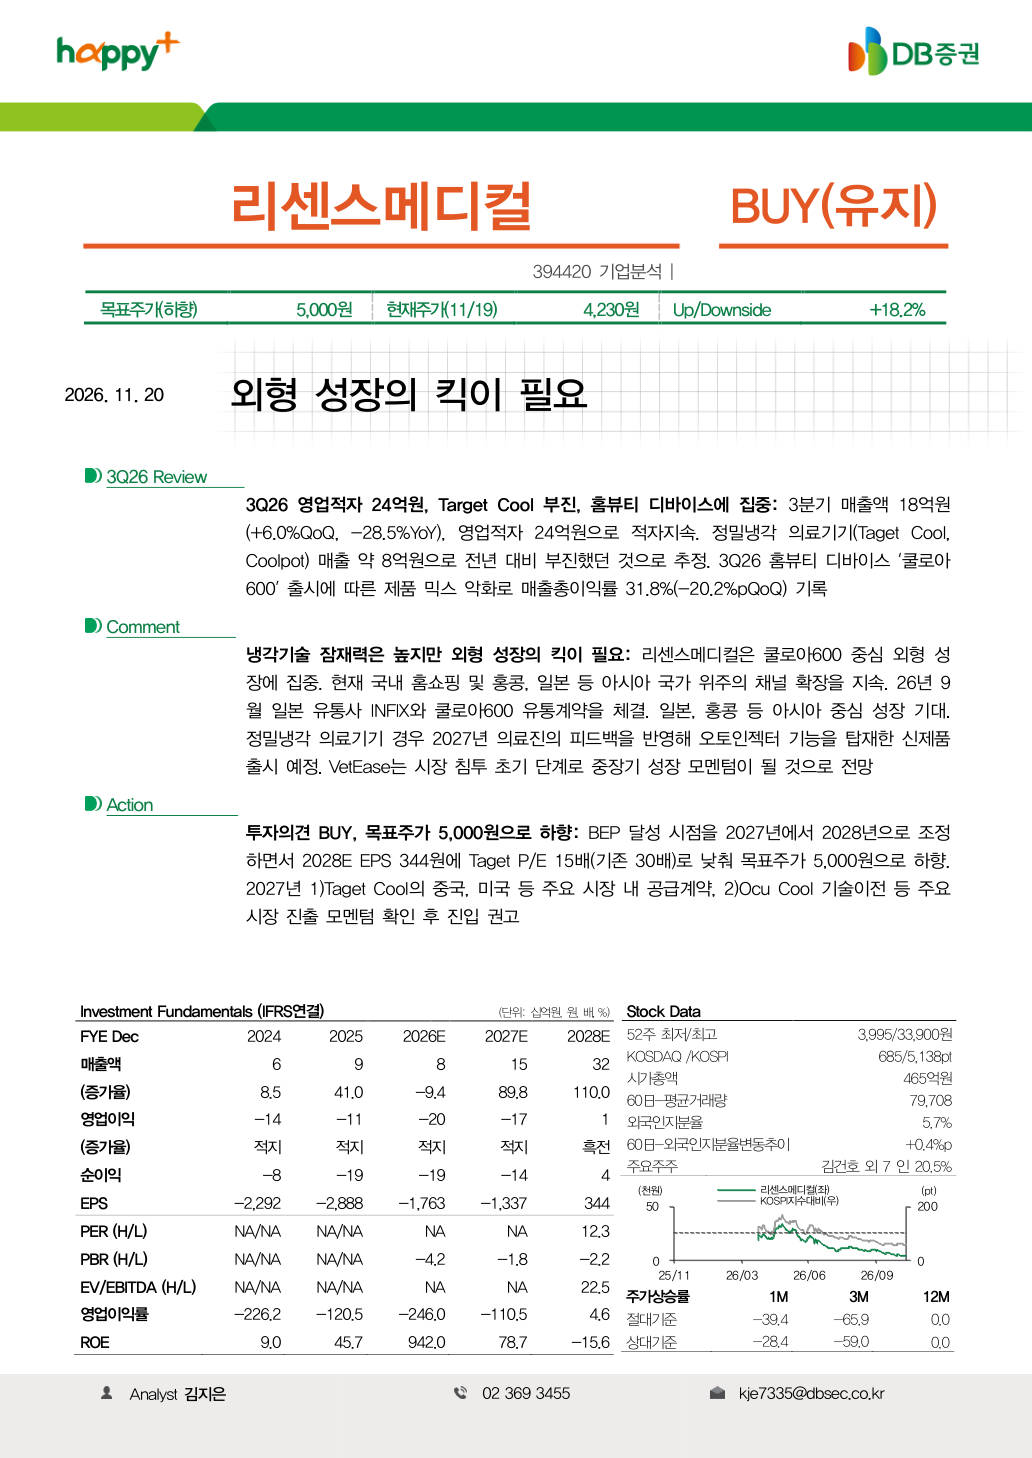 happy+
DB증권
리센스메디컬
BUY(유지)
394420 기업분석 |
목표주가(하향) 5,000원 현재주가(11/19) 4,230원 Up/Downside +18.2%
2026. 11. 20
외형 성장의 킥이 필요
3Q26 Review
3Q26 영업적자 24억원, Target Cool 부진, 홈뷰티 디바이스에 집중: 3분기 매출액 18억원
(+6.0%QoQ, -28.5%YoY), 영업적자 24억원으로 적자지속. 정밀냉각 의료기기(Taget Cool,
Coolpot) 매출 약 8억원으로 전년 대비 부진했던 것으로 추정. 3Q26 홈뷰티 디바이스 ‘쿨로아
600’ 출시에 따른 제품 믹스 악화로 매출총이익률 31.8%(-20.2%pQoQ) 기록
Comment
냉각기술 잠재력은 높지만 외형 성장의 킥이 필요: 리센스메디컬은 쿨로아600 중심 외형 성
장에 집중. 현재 국내 홈쇼핑 및 홍콩, 일본 등 아시아 국가 위주의 채널 확장을 지속. 26년 9
월 일본 유통사 INFIX와 쿨로아600 유통계약을 체결. 일본, 홍콩 등 아시아 중심 성장 기대.
정밀냉각 의료기기 경우 2027년 의료진의 피드백을 반영해 오토인젝터 기능을 탑재한 신제품
출시 예정. VetEase는 시장 침투 초기 단계로 중장기 성장 모멘텀이 될 것으로 전망
Action
투자의견 BUY, 목표주가 5,000원으로 하향: BEP 달성 시점을 2027년에서 2028년으로 조정
하면서 2028E EPS 344원에 Taget P/E 15배(기존 30배)로 낮춰 목표주가 5,000원으로 하향.
2027년 1)Taget Cool의 중국, 미국 등 주요 시장 내 공급계약, 2)Ocu Cool 기술이전 등 주요
시장 진출 모멘텀 확인 후 진입 권고
Investment Fundamentals (IFRS연결) (단위: 십억원, 원, 배, %)
FYE Dec 2024 2025 2026E 2027E 2028E
매출액 6 9 8 15 32
(증가율) 8.5 41.0 -9.4 89.8 110.0
영업이익 -14 -11 -20 -17 1
(증가율) 적지 적지 적지 적지 흑전
순이익 -8 -19 -19 -14 4
EPS -2,292 -2,888 -1,763 -1,337 344
PER (H/L) NA/NA NA/NA NA NA 12.3
PBR (H/L) NA/NA NA/NA -4.2 -1.8 -2.2
EV/EBITDA (H/L) NA/NA NA/NA NA NA 22.5
영업이익률 -226.2 -120.5 -246.0 -110.5 4.6
ROE 9.0 45.7 942.0 78.7 -15.6
Stock Data
52주 최저/최고 3,995/33,900원
KOSDAQ /KOSPI 685/5,138pt
시가총액 465억원
60日-평균거래량 79,708
외국인지분율 5.7%
60日-외국인지분율변동추이 +0.4%p
주요주주 김건호 외 7 인 20.5%
(천원) 리센스메디컬(좌) (pt)
KOSPI지수대비(우)
50 200
0 0
25/11 26/03 26/06 26/09
주가상승률 1M 3M 12M
절대기준 -39.4 -65.9 0.0
상대기준 -28.4 -59.0 0.0
Analyst 김지은 02 369 3455 kje7335@dbsec.co.kr